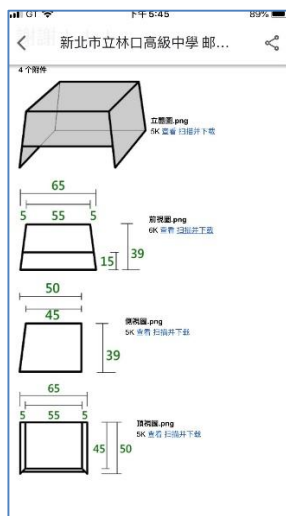 GT 下午5:45 89%
新北市立林口高級中學 邮...
4 个附件
立體圖.png
5K 查看 扫描并下载
65
5 55 5
前視圖.png
6K 查看 扫描并下载
15
39
50
45
側視圖.png
5K 查看 扫描并下载
39
65
5 55 5
頂視圖.png
5K 查看 扫描并下载
45 50